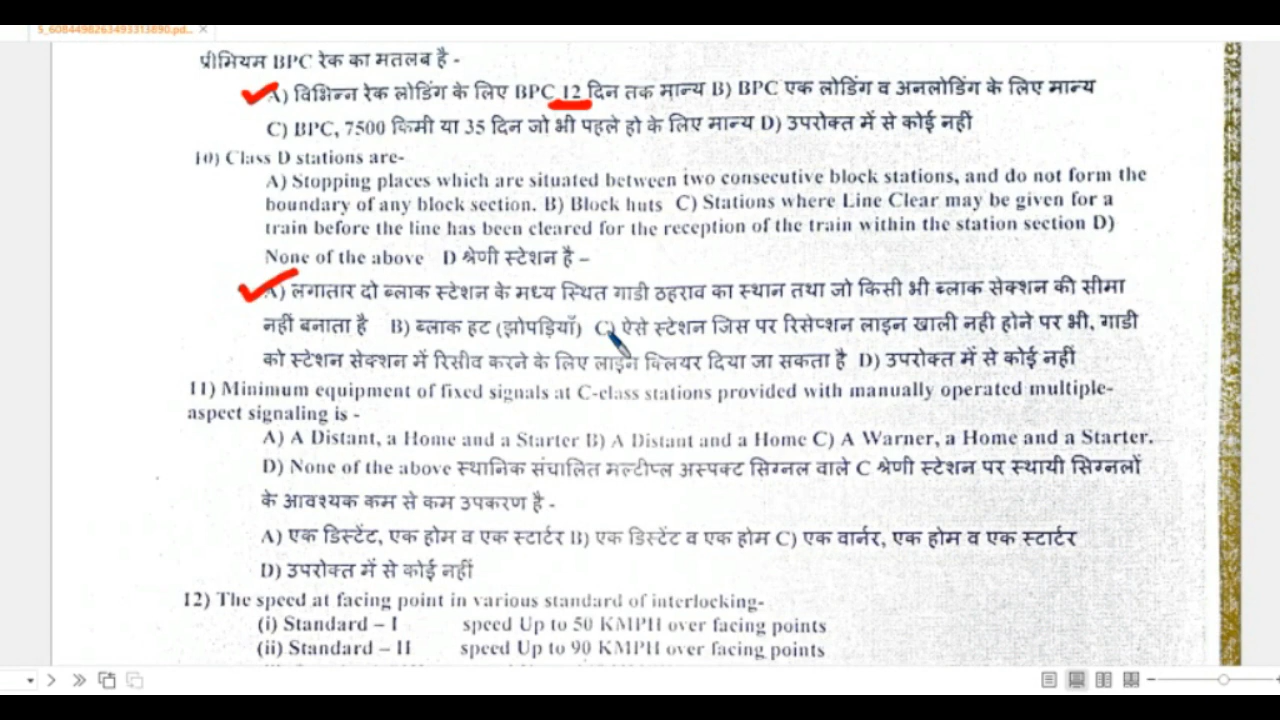 5_6084498263493313890.pd..
प्रीमियम BPC रेक का मतलब है -
A) विभिन्न रेक लोडिंग के लिए BPC 12 दिन तक मान्य B) BPC एक लोडिंग व अनलोडिंग के लिए मान्य
C) BPC, 7500 किमी या 35 दिन जो भी पहले हो के लिए मान्य D) उपरोक्त में से कोई नहीं
10) Class D stations are-
A) Stopping places which are situated between two consecutive block stations, and do not form the
boundary of any block section. B) Block huts C) Stations where Line Clear may be given for a
train before the line has been cleared for the reception of the train within the station section D)
None of the above D श्रेणी स्टेशन है –
A) लगातार दो ब्लाक स्टेशन के मध्य स्थित गाडी ठहराव का स्थान तथा जो किसी भी ब्लाक सेक्शन की सीमा
नहीं बनाता है B) ब्लाक हट (झोपड़ियाँ) C) ऐसे स्टेशन जिस पर रिसेप्शन लाइन खाली नही होने पर भी, गाडी
को स्टेशन सेक्शन में रिसीव करने के लिए लाइन क्लियर दिया जा सकता है D) उपरोक्त में से कोई नहीं
11) Minimum equipment of fixed signals at C-class stations provided with manually operated multiple-
aspect signaling is -
A) A Distant, a Home and a Starter B) A Distant and a Home C) A Warner, a Home and a Starter.
D) None of the above स्थानिक संचालित मल्टीप्ल अस्पक्ट सिग्नल वाले C श्रेणी स्टेशन पर स्थायी सिग्नलों
के आवश्यक कम से कम उपकरण है -
A) एक डिस्टेंट, एक होम व एक स्टार्टर B) एक डिस्टेंट व एक होम C) एक वार्नर, एक होम व एक स्टार्टर
D) उपरोक्त में से कोई नहीं
12) The speed at facing point in various standard of interlocking-
(i) Standard – I speed Up to 50 KMPH over facing points
(ii) Standard – II speed Up to 90 KMPH over facing points